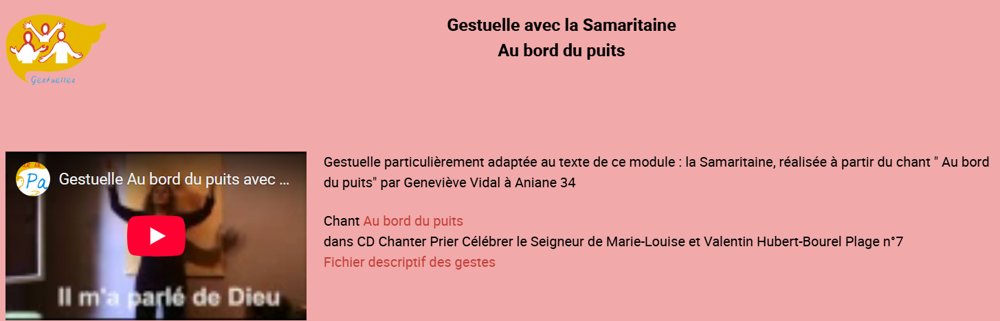 Gestuelle avec la Samaritaine
Au bord du puits
Gestuelles
Gestuelle Au bord du puits avec ...
de la
Pa
Il m'a parlé de Dieu
Gestuelle particulièrement adaptée au texte de ce module : la Samaritaine, réalisée à partir du chant " Au bord
du puits" par Geneviève Vidal à Aniane 34
Chant Au bord du puits
dans CD Chanter Prier Célébrer le Seigneur de Marie-Louise et Valentin Hubert-Bourel Plage n°7
Fichier descriptif des gestes